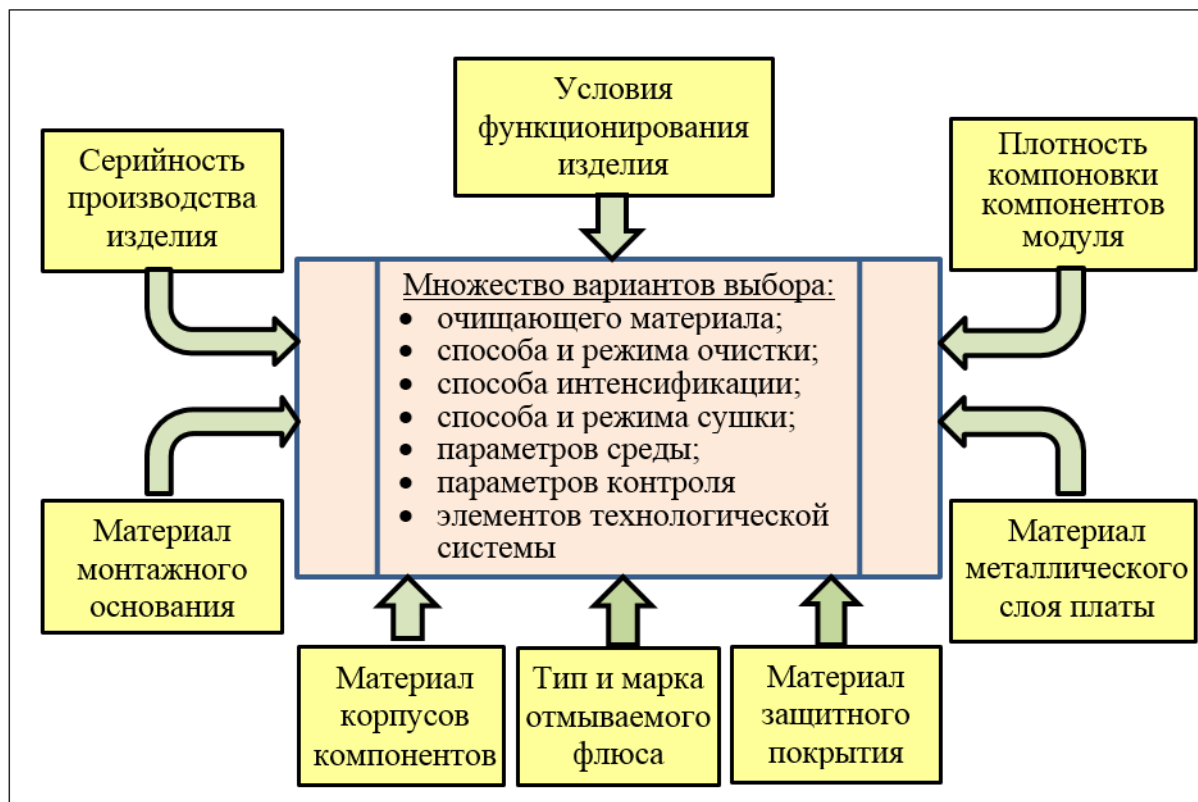 Условия
функционирования
изделия
Серийность
производства
изделия
Плотность
компоновки
компонентов
модуля
Множество вариантов выбора:
• очищающего материала;
• способа и режима очистки;
• способа интенсификации;
• способа и режима сушки;
• параметров среды;
• параметров контроля
• элементов технологической
системы
Материал
монтажного
основания
Материал
металлического
слоя платы
Материал
корпусов
компонентов
Тип и марка
отмываемого
флюса
Материал
защитного
покрытия